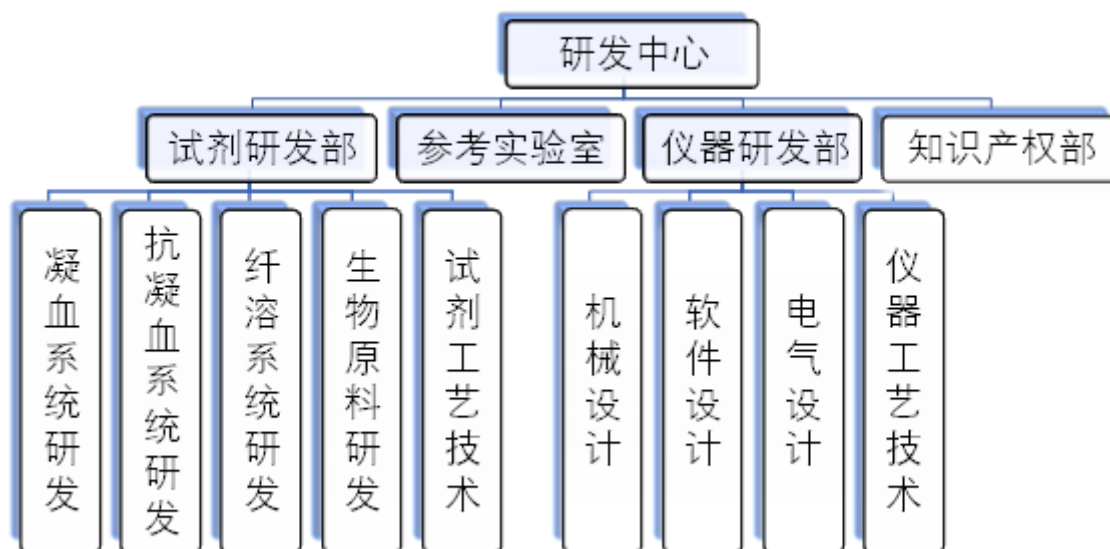 研发中心
试剂研发部
参考实验室
仪器研发部
知识产权部
凝血系统研发
抗凝血系统研发
纤溶系统研发
生物原料研发
试剂工艺技术
机械设计
软件设计
电气设计
仪器工艺技术